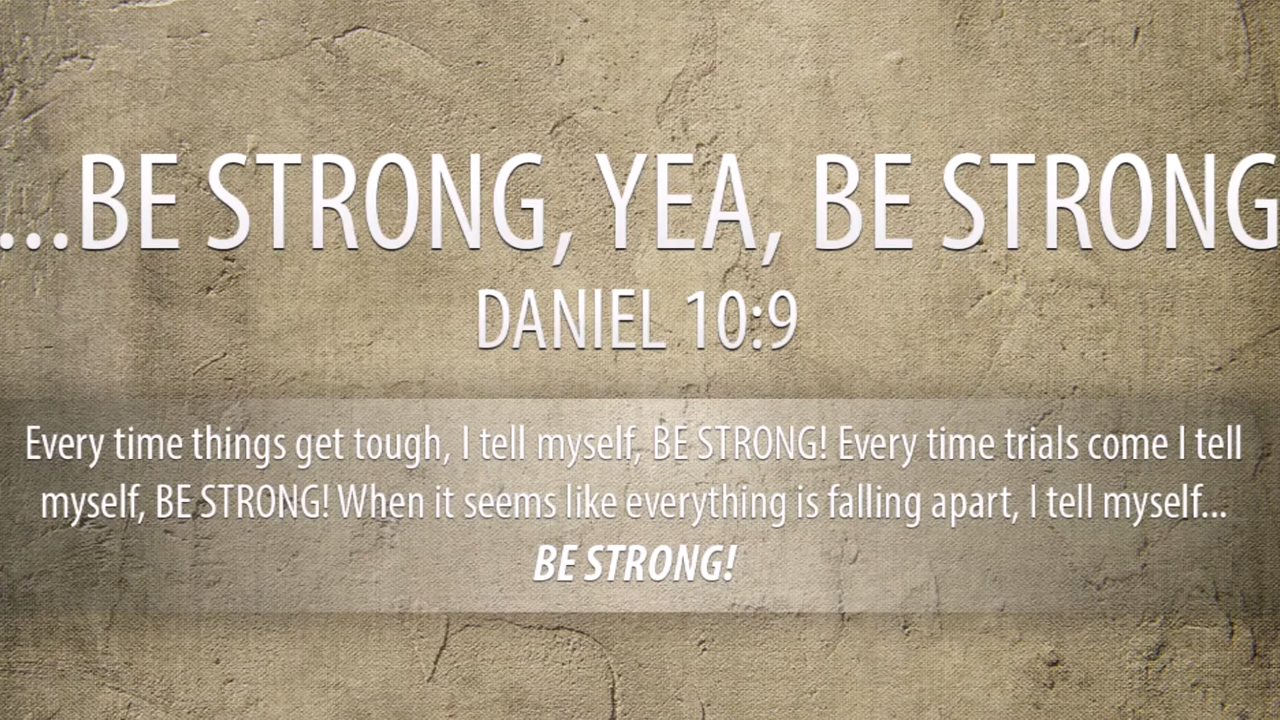 ...BE STRONG, YEA, BE STRONG
DANIEL 10:9
Every time things get tough, I tell myself, BE STRONG! Every time trials come I tell
myself, BE STRONG! When it seems like everything is falling apart, I tell myself...
BE STRONG!